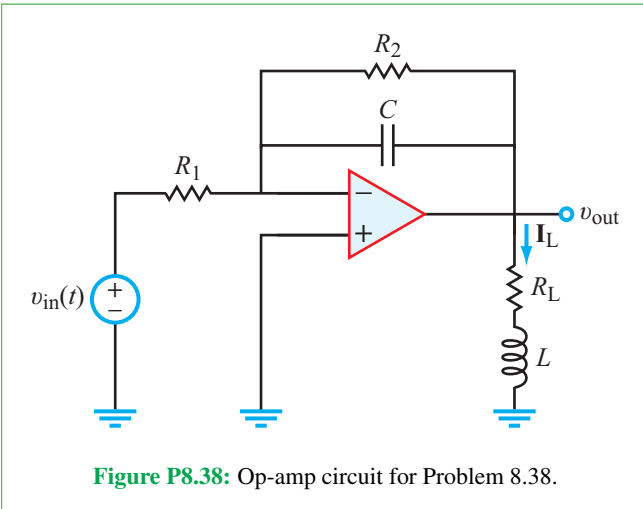 R2
C
R1
−
+
vout
IL
vin(t)
+
−
RL
L
Figure P8.38: Op-amp circuit for Problem 8.38.